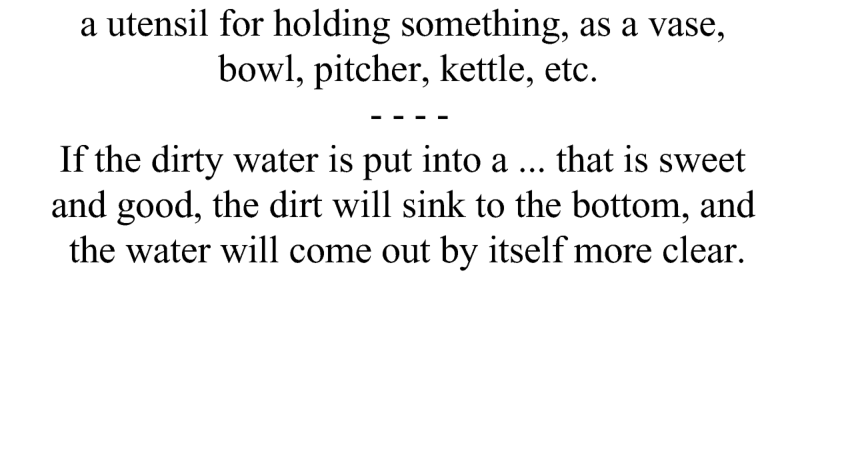 a utensil for holding something, as a vase,
bowl, pitcher, kettle, etc.
- - - -
If the dirty water is put into a ... that is sweet
and good, the dirt will sink to the bottom, and
the water will come out by itself more clear.